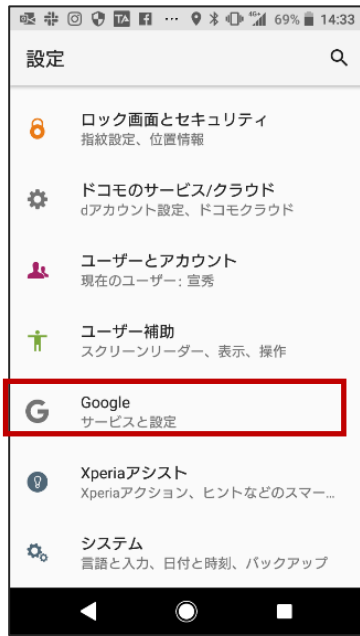 69% 14:33
設定
ロック画面とセキュリティ
指紋設定、位置情報
ドコモのサービス/クラウド
dアカウント設定、ドコモクラウド
ユーザーとアカウント
現在のユーザー: 宣秀
ユーザー補助
スクリーンリーダー、表示、操作
Google
サービスと設定
Xperiaアシスト
Xperiaアクション、ヒントなどのスマー...
システム
言語と入力、日付と時刻、バックアップ